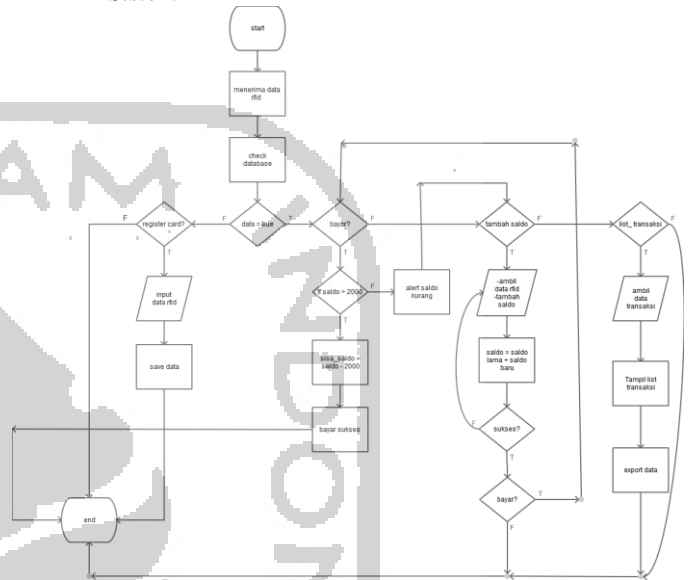 start
menerima data
rfid
check
database
F
register card?
F
data = true
T
bayar?
F
tambah saldo
F
list_transaksi
F
T
T
T
T
input
data rfid
if saldo > 2000
F
alert saldo
kurang
-ambil
data rfid
-tambah
saldo
ambil
data
transaksi
T
save data
sisa_saldo =
saldo - 2000
saldo = saldo
lama + saldo
baru
Tampil list
transaksi
bayar sukses
F
sukses?
T
export data
bayar?
T
F
end